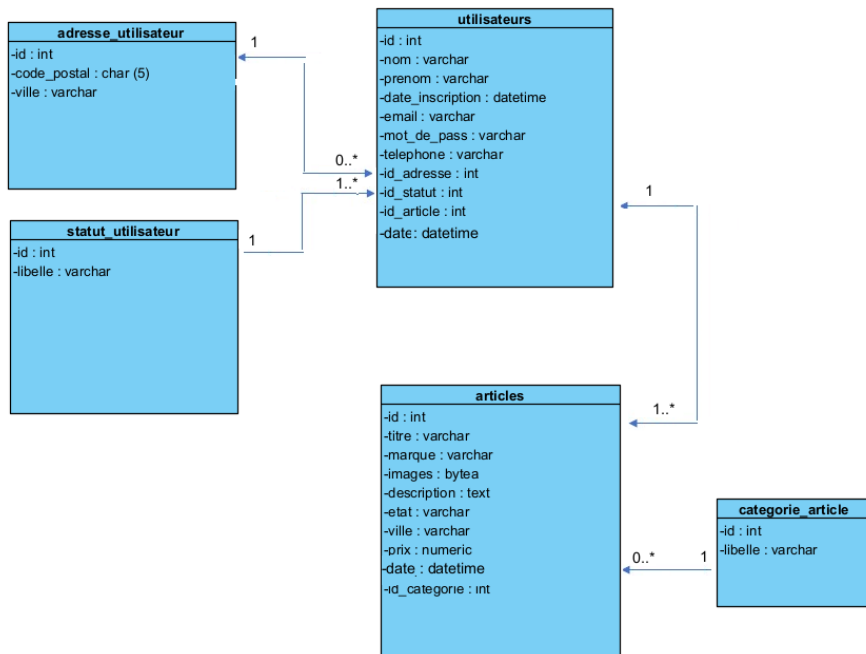 adresse_utilisateur
-id : int
-code_postal : char (5)
-ville : varchar
1
0..*
utilisateurs
-id : int
-nom : varchar
-prenom : varchar
-date_inscription : datetime
-email : varchar
-mot_de_pass : varchar
-telephone : varchar
-id_adresse : int
-id_statut : int
-id_article : int
-date: datetime
1..*
1
statut_utilisateur
-id : int
-libelle : varchar
1
1..*
articles
-id : int
-titre : varchar
-marque : varchar
-images : bytea
-description : text
-etat : varchar
-ville : varchar
-prix : numeric
-date : datetime
-id_categorie : int
0..*
1
categorie_article
-id : int
-libelle : varchar